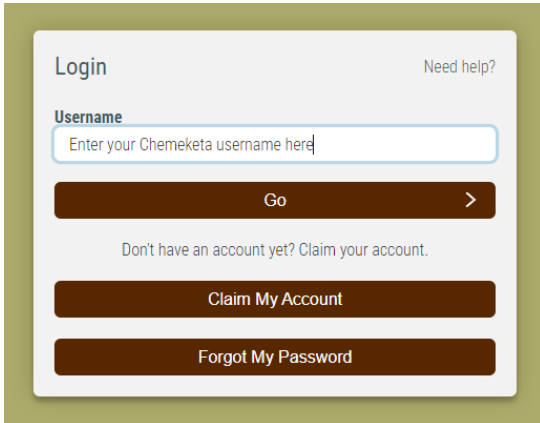 Login
Need help?
Username
Enter your Chemeketa username here
Go
Don't have an account yet? Claim your account.
Claim My Account
Forgot My Password